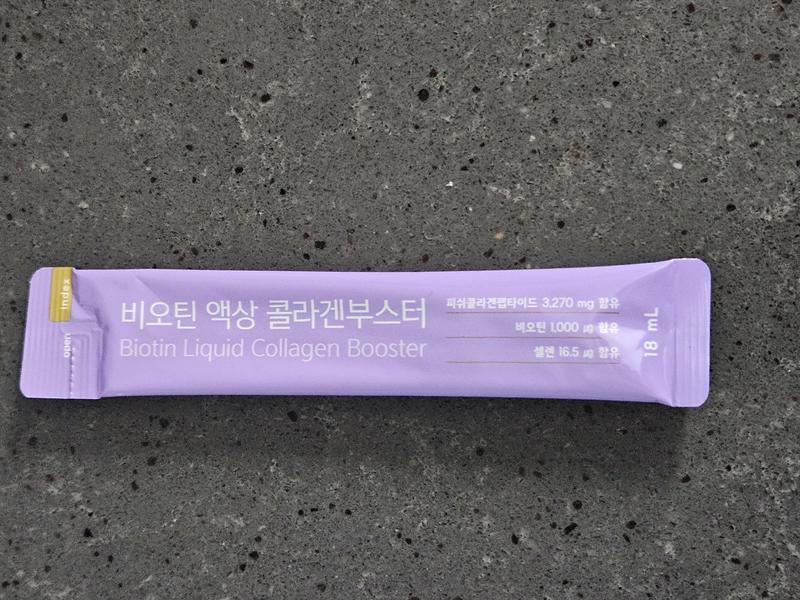 index
open
비오틴 액상 콜라겐부스터
Biotin Liquid Collagen Booster
피쉬콜라겐펩타이드 3,270 mg 함유
비오틴 1,000 ㎍ 함유
셀렌 16.5 ㎍ 함유
18 mL